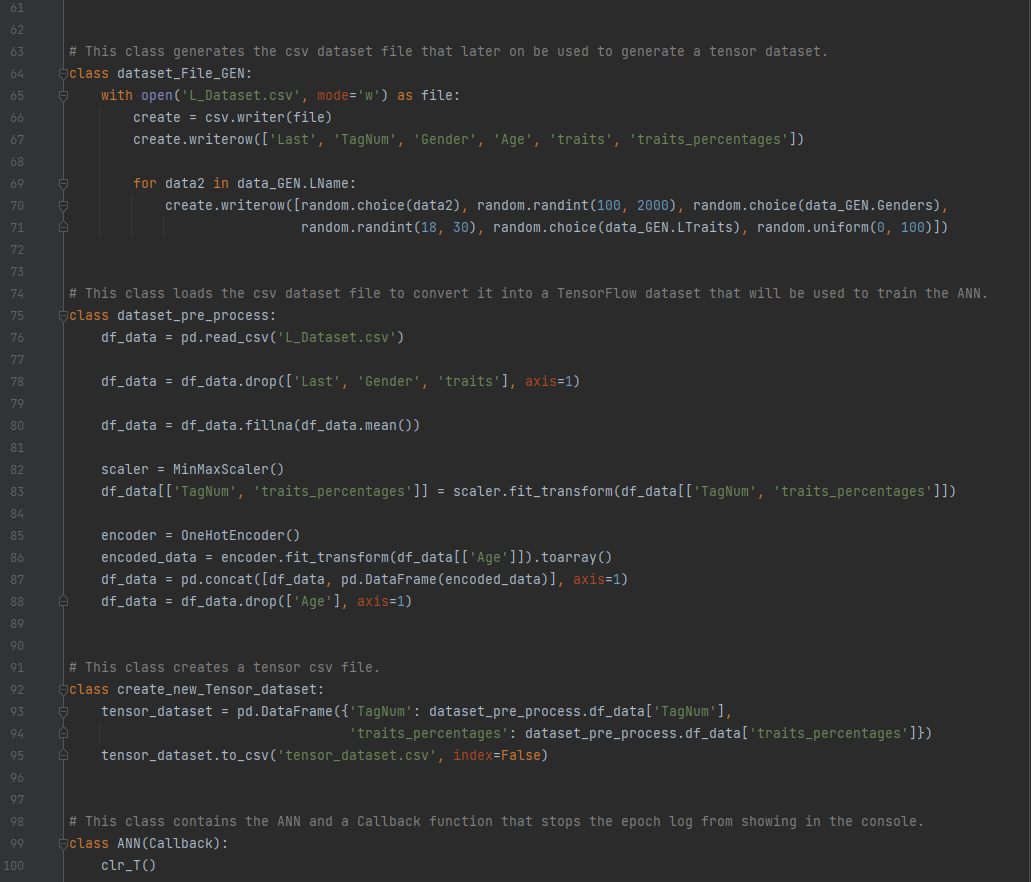 61
62
63 # This class generates the csv dataset file that later on be used to generate a tensor dataset.
64 class dataset_File_GEN:
65     with open('L_Dataset.csv', mode='w') as file:
66         create = csv.writer(file)
67         create.writerow(['Last', 'TagNum', 'Gender', 'Age', 'traits', 'traits_percentages'])
68
69         for data2 in data_GEN.LName:
70             create.writerow([random.choice(data2), random.randint(100, 2000), random.choice(data_GEN.Genders),
71                              random.randint(18, 30), random.choice(data_GEN.LTraits), random.uniform(0, 100)])
72
73
74 # This class loads the csv dataset file to convert it into a TensorFlow dataset that will be used to train the ANN.
75 class dataset_pre_process:
76     df_data = pd.read_csv('L_Dataset.csv')
77
78     df_data = df_data.drop(['Last', 'Gender', 'traits'], axis=1)
79
80     df_data = df_data.fillna(df_data.mean())
81
82     scaler = MinMaxScaler()
83     df_data[['TagNum', 'traits_percentages']] = scaler.fit_transform(df_data[['TagNum', 'traits_percentages']])
84
85     encoder = OneHotEncoder()
86     encoded_data = encoder.fit_transform(df_data[['Age']]).toarray()
87     df_data = pd.concat([df_data, pd.DataFrame(encoded_data)], axis=1)
88     df_data = df_data.drop(['Age'], axis=1)
89
90
91 # This class creates a tensor csv file.
92 class create_new_Tensor_dataset:
93     tensor_dataset = pd.DataFrame({'TagNum': dataset_pre_process.df_data['TagNum'],
94                                    'traits_percentages': dataset_pre_process.df_data['traits_percentages']})
95     tensor_dataset.to_csv('tensor_dataset.csv', index=False)
96
97
98 # This class contains the ANN and a Callback function that stops the epoch log from showing in the console.
99 class ANN(Callback):
100     clr_T()